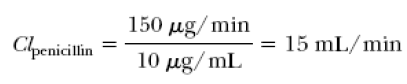 Cl_penicillin = 150 μg/min / 10 μg/mL = 15 mL/min